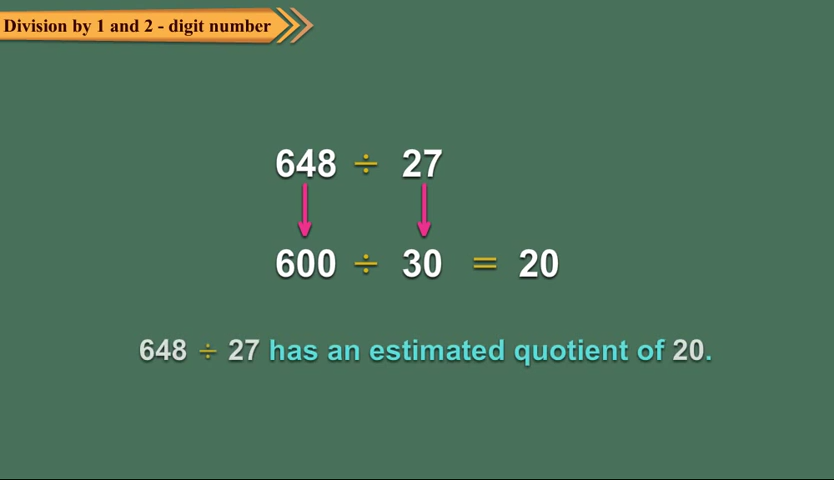 Division by 1 and 2 - digit number
648 ÷ 27
600 ÷ 30 = 20
648 ÷ 27 has an estimated quotient of 20.